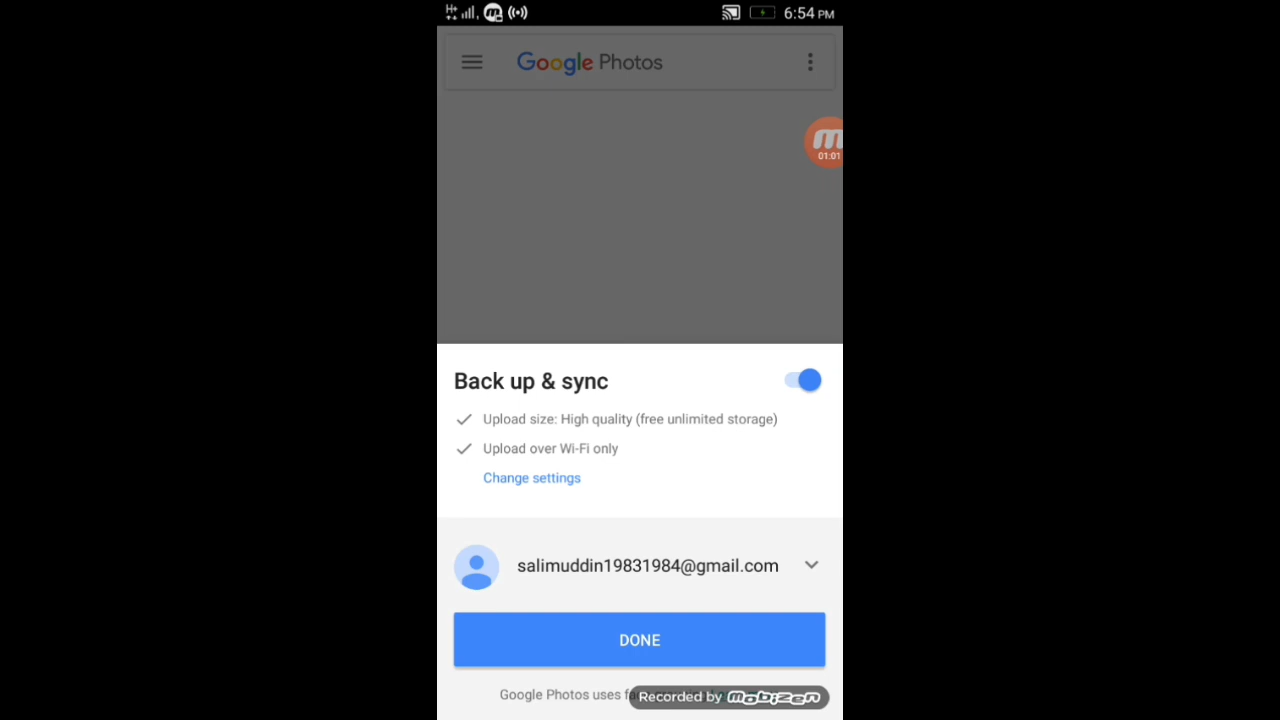 H+ 6:54 PM
Google Photos
01:01
Back up & sync
Upload size: High quality (free unlimited storage)
Upload over Wi-Fi only
Change settings
salimuddin19831984@gmail.com
DONE
Google Photos uses
Recorded by mobizen